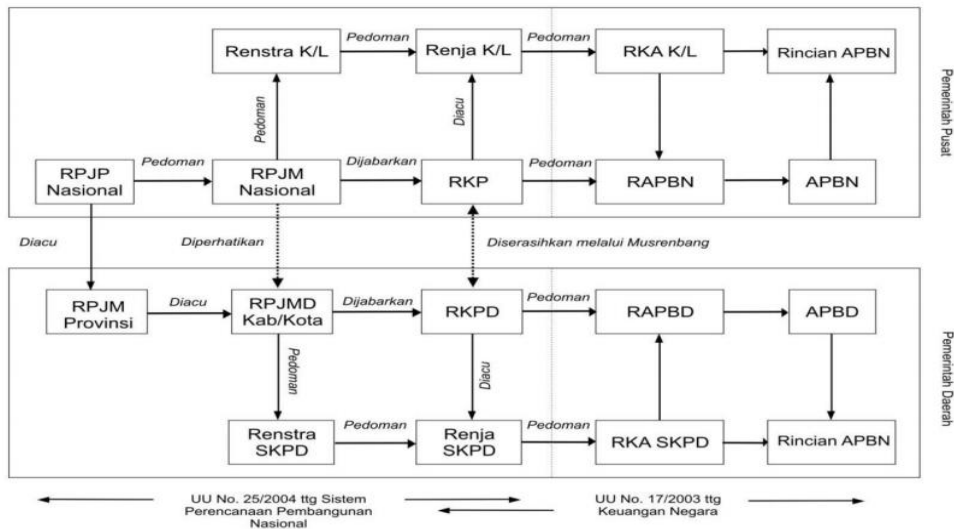 Pedoman
Pedoman
Renstra K/L
Renja K/L
RKA K/L
Rincian APBN
Pedoman
Diacu
Pemerintah Pusat
Pedoman
Dijabarkan
Pedoman
RPJP
Nasional
RPJM
Nasional
RKP
RAPBN
APBN
Diacu
Diperhatikan
Diserasihkan melalui Musrenbang
Diacu
Dijabarkan
Pedoman
RPJM
Provinsi
RPJMD
Kab/Kota
RKPD
RAPBD
APBD
Pedoman
Diacu
Pemerintah Daerah
Pedoman
Pedoman
Renstra
SKPD
Renja
SKPD
RKA SKPD
Rincian APBN
UU No. 25/2004 ttg Sistem
Perencanaan Pembangunan
Nasional
UU No. 17/2003 ttg
Keuangan Negara